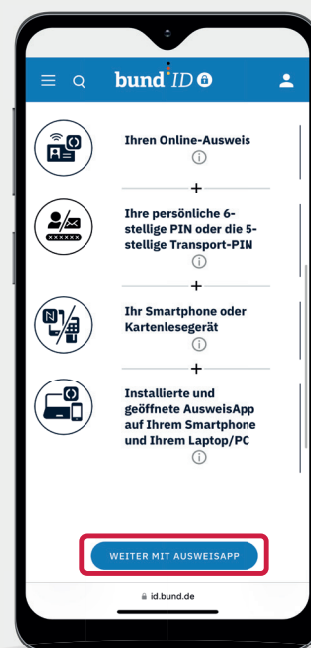 bund ID
Ihren Online-Ausweis
+
Ihre persönliche 6-
stellige PIN oder die 5-
stellige Transport-PIN
+
Ihr Smartphone oder
Kartenlesegerät
+
Installierte und
geöffnete AusweisApp
auf Ihrem Smartphone
und Ihrem Laptop/PC
WEITER MIT AUSWEISAPP
id.bund.de